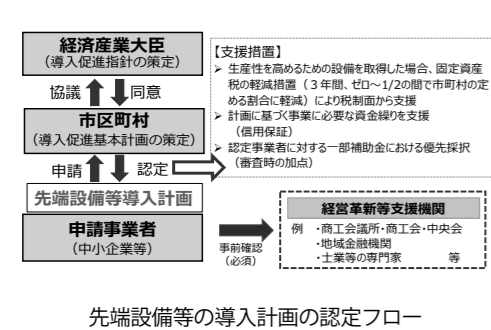 経済産業大臣
(導入促進指針の策定)
協議
同意
市区町村
(導入促進基本計画の策定)
申請
認定
先端設備等導入計画
申請事業者
(中小企業等)
【支援措置】
➢ 生産性を高めるための設備を取得した場合、固定資産
税の軽減措置（３年間、ゼロ～1/2の間で市町村の定
める割合に軽減）により税制面から支援
➢ 計画に基づく事業に必要な資金繰りを支援
（信用保証）
➢ 認定事業者に対する一部補助金における優先採択
（審査時の加点）
事前確認
（必須）
経営革新等支援機関
例 ・商工会議所・商工会・中央会
・地域金融機関
・士業等の専門家 等
先端設備等の導入計画の認定フロー